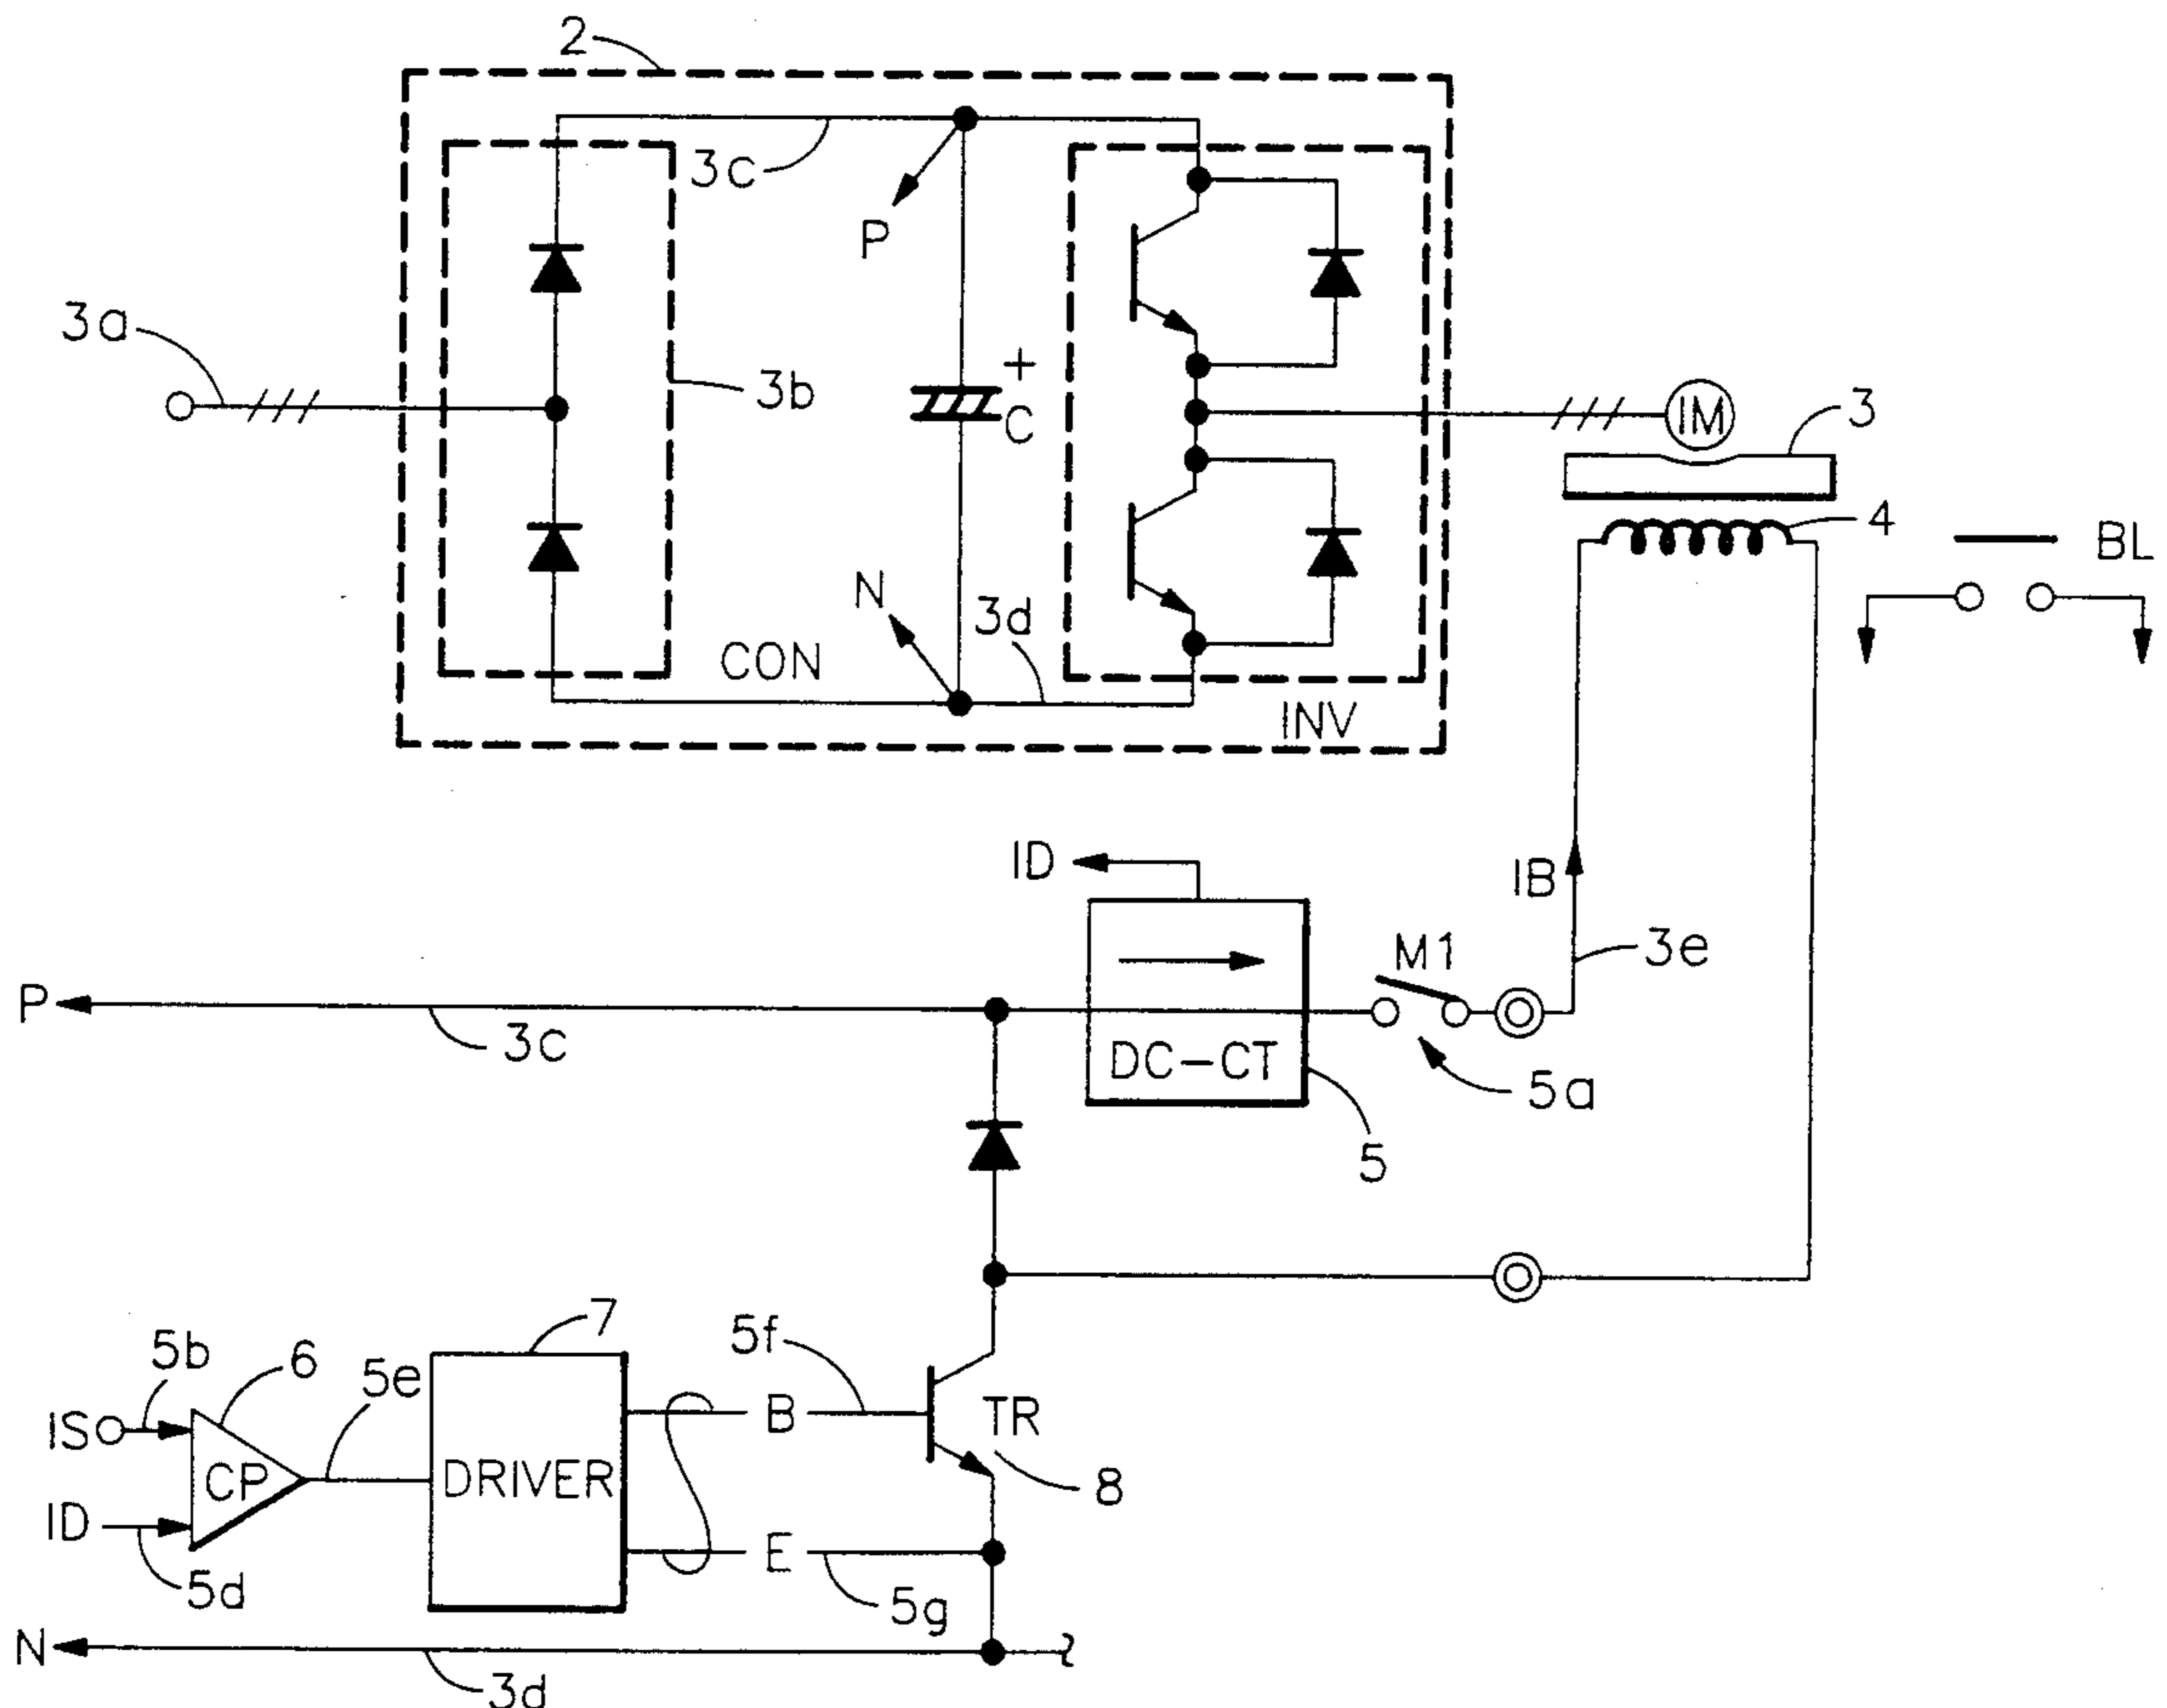 2
3c
P
3a
3b
+
C
IM
3
4
BL
N
3d
CON
INV
ID
IB
M1
3e
P
3c
DC-CT
5a
5
7
5f
5b
6
5e
IS
B
TR
CP
DRIVER
8
ID
E
5d
5g
N
3d